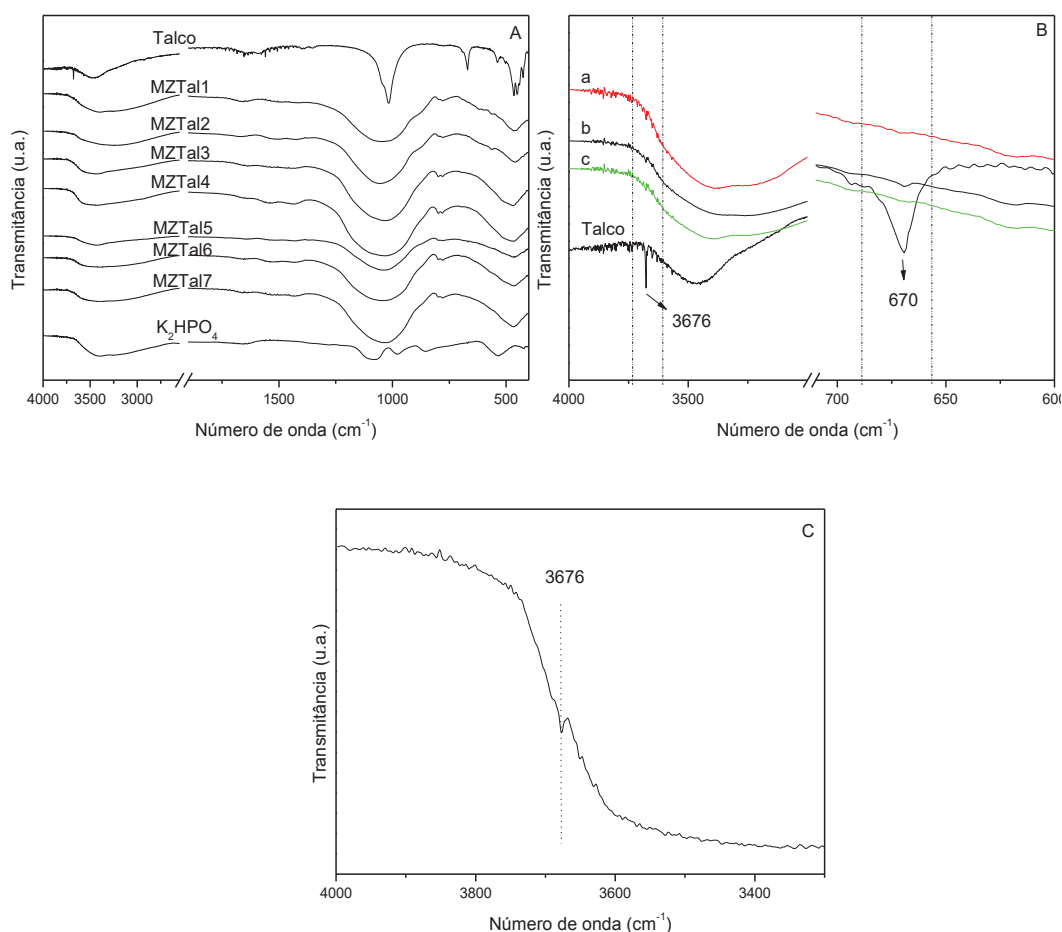 A
Talco
MZTal1
MZTal2
MZTal3
MZTal4
MZTal5
MZTal6
MZTal7
K₂HPO₄
Transmitância (u.a.)
4000 3500 3000 1000 500
Número de onda (cm⁻¹)
B
a
b
c
Talco
3676
670
Transmitância (u.a.)
4000 3500 700 650 600
Número de onda (cm⁻¹)
C
3676
Transmitância (u.a.)
4000 3800 3600 3400
Número de onda (cm⁻¹)